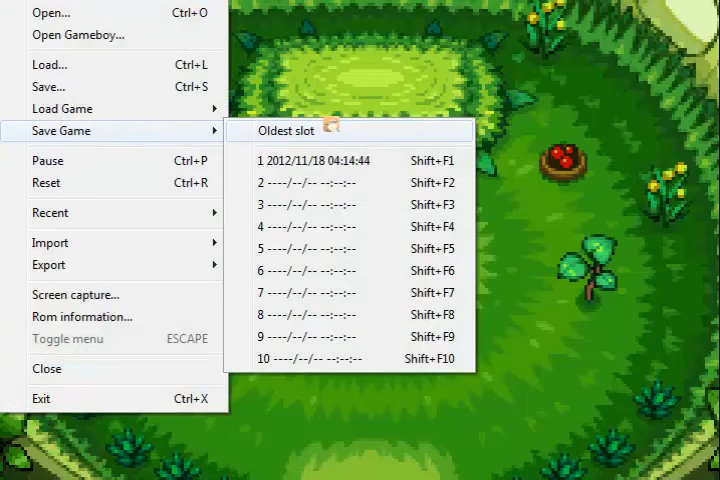 Open... Ctrl+O
Open Gameboy...
Load... Ctrl+L
Save... Ctrl+S
Load Game
Save Game
Pause Ctrl+P
Reset Ctrl+R
Recent
Import
Export
Screen capture...
Rom information...
Toggle menu ESCAPE
Close
Exit Ctrl+X
Oldest slot
1 2012/11/18 04:14:44 Shift+F1
2 ----/--/-- --:--:-- Shift+F2
3 ----/--/-- --:--:-- Shift+F3
4 ----/--/-- --:--:-- Shift+F4
5 ----/--/-- --:--:-- Shift+F5
6 ----/--/-- --:--:-- Shift+F6
7 ----/--/-- --:--:-- Shift+F7
8 ----/--/-- --:--:-- Shift+F8
9 ----/--/-- --:--:-- Shift+F9
10 ----/--/-- --:--:-- Shift+F10